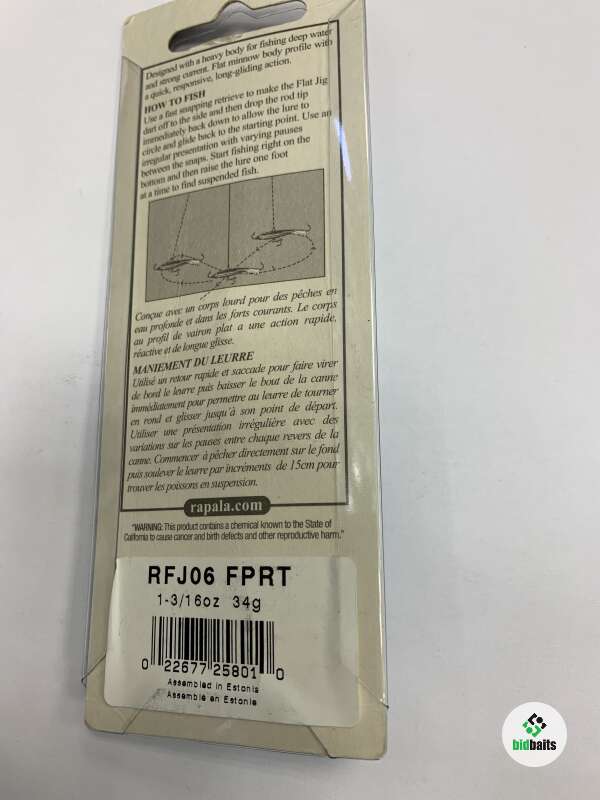 Designed with a heavy body for fishing deep water
and strong current. Flat minnow body profile with
a quick, responsive, long-gliding action.
HOW TO FISH
Use a fast snapping retrieve to make the Flat Jig
dart off to the side and then drop the rod tip
immediately back down to allow the lure to
circle and glide back to the starting point. Use an
irregular presentation with varying pauses
between the snaps. Start fishing right on the
bottom and then raise the lure one foot
at a time to find suspended fish.
Conçue avec un corps lourd pour des pêches en
eau profonde et dans les forts courants. Le corps
au profil de vairon plat a une action rapide,
réactive et de longue glisse.
MANIEMENT DU LEURRE
Utilisé un retour rapide et saccade pour faire virer
de bord le leurre puis baisser le bout de la canne
immédiatement pour permettre au leurre de tourner
en rond et glisser jusqu'à son point de départ.
Utiliser une présentation irrégulière avec des
variations sur les pauses entre chaque revers de la
canne. Commencer à pêcher directement sur le fond
puis soulever le leurre par incréments de 15cm pour
trouver les poissons en suspension.
rapala.com
"WARNING: This product contains a chemical known to the State of
California to cause cancer and birth defects and other reproductive harm."
RFJ06 FPRT
1-3/16oz 34g
0 22677 25801 0
Assembled in Estonia
Assemblé en Estonie
bidbaits